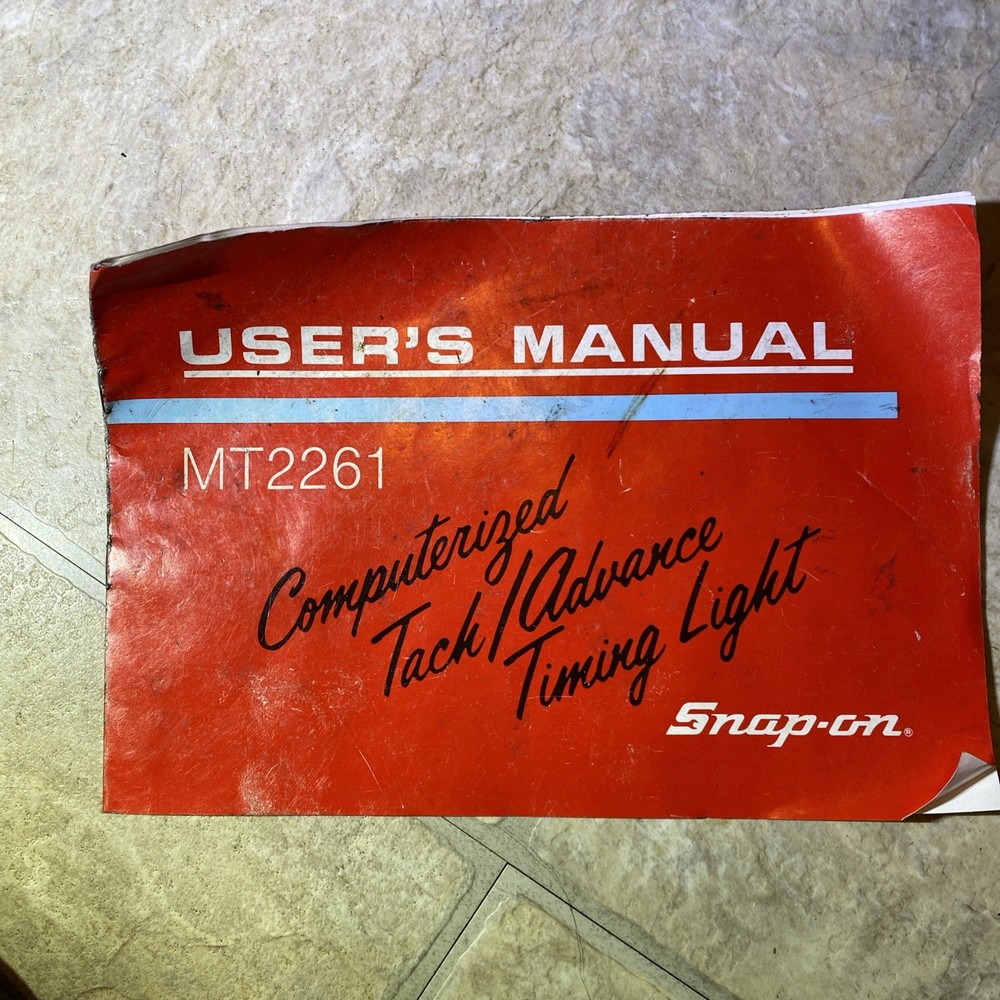 USER'S MANUAL
MT2261
Computerized
Tach/Advance
Timing Light
Snap-on®